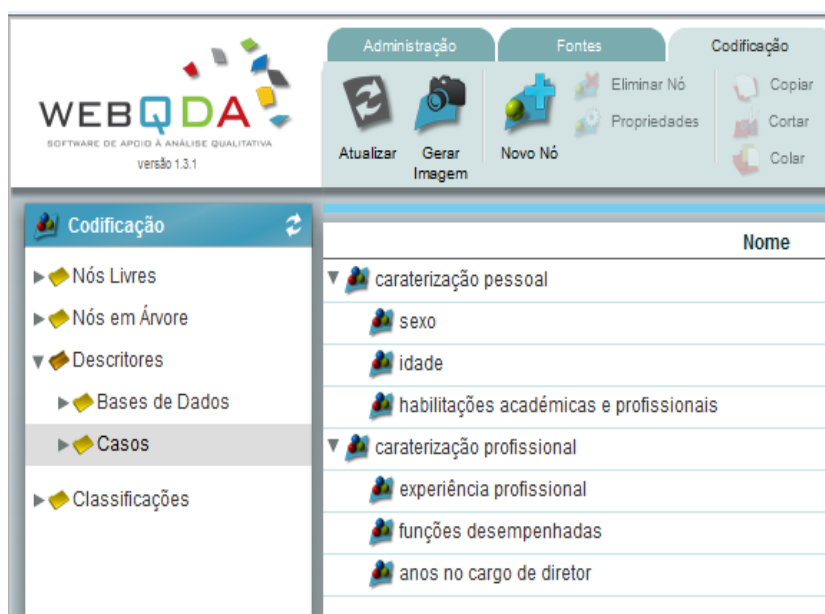 WEBQDA
SOFTWARE DE APOIO À ANÁLISE QUALITATIVA
versão 1.3.1
Administração
Fontes
Codificação
Atualizar
Gerar
Imagem
Novo Nó
Eliminar Nó
Propriedades
Copiar
Cortar
Colar
Codificação
Nós Livres
Nós em Árvore
Descritores
Bases de Dados
Casos
Classificações
Nome
caraterização pessoal
sexo
idade
habilitações académicas e profissionais
caraterização profissional
experiência profissional
funções desempenhadas
anos no cargo de diretor